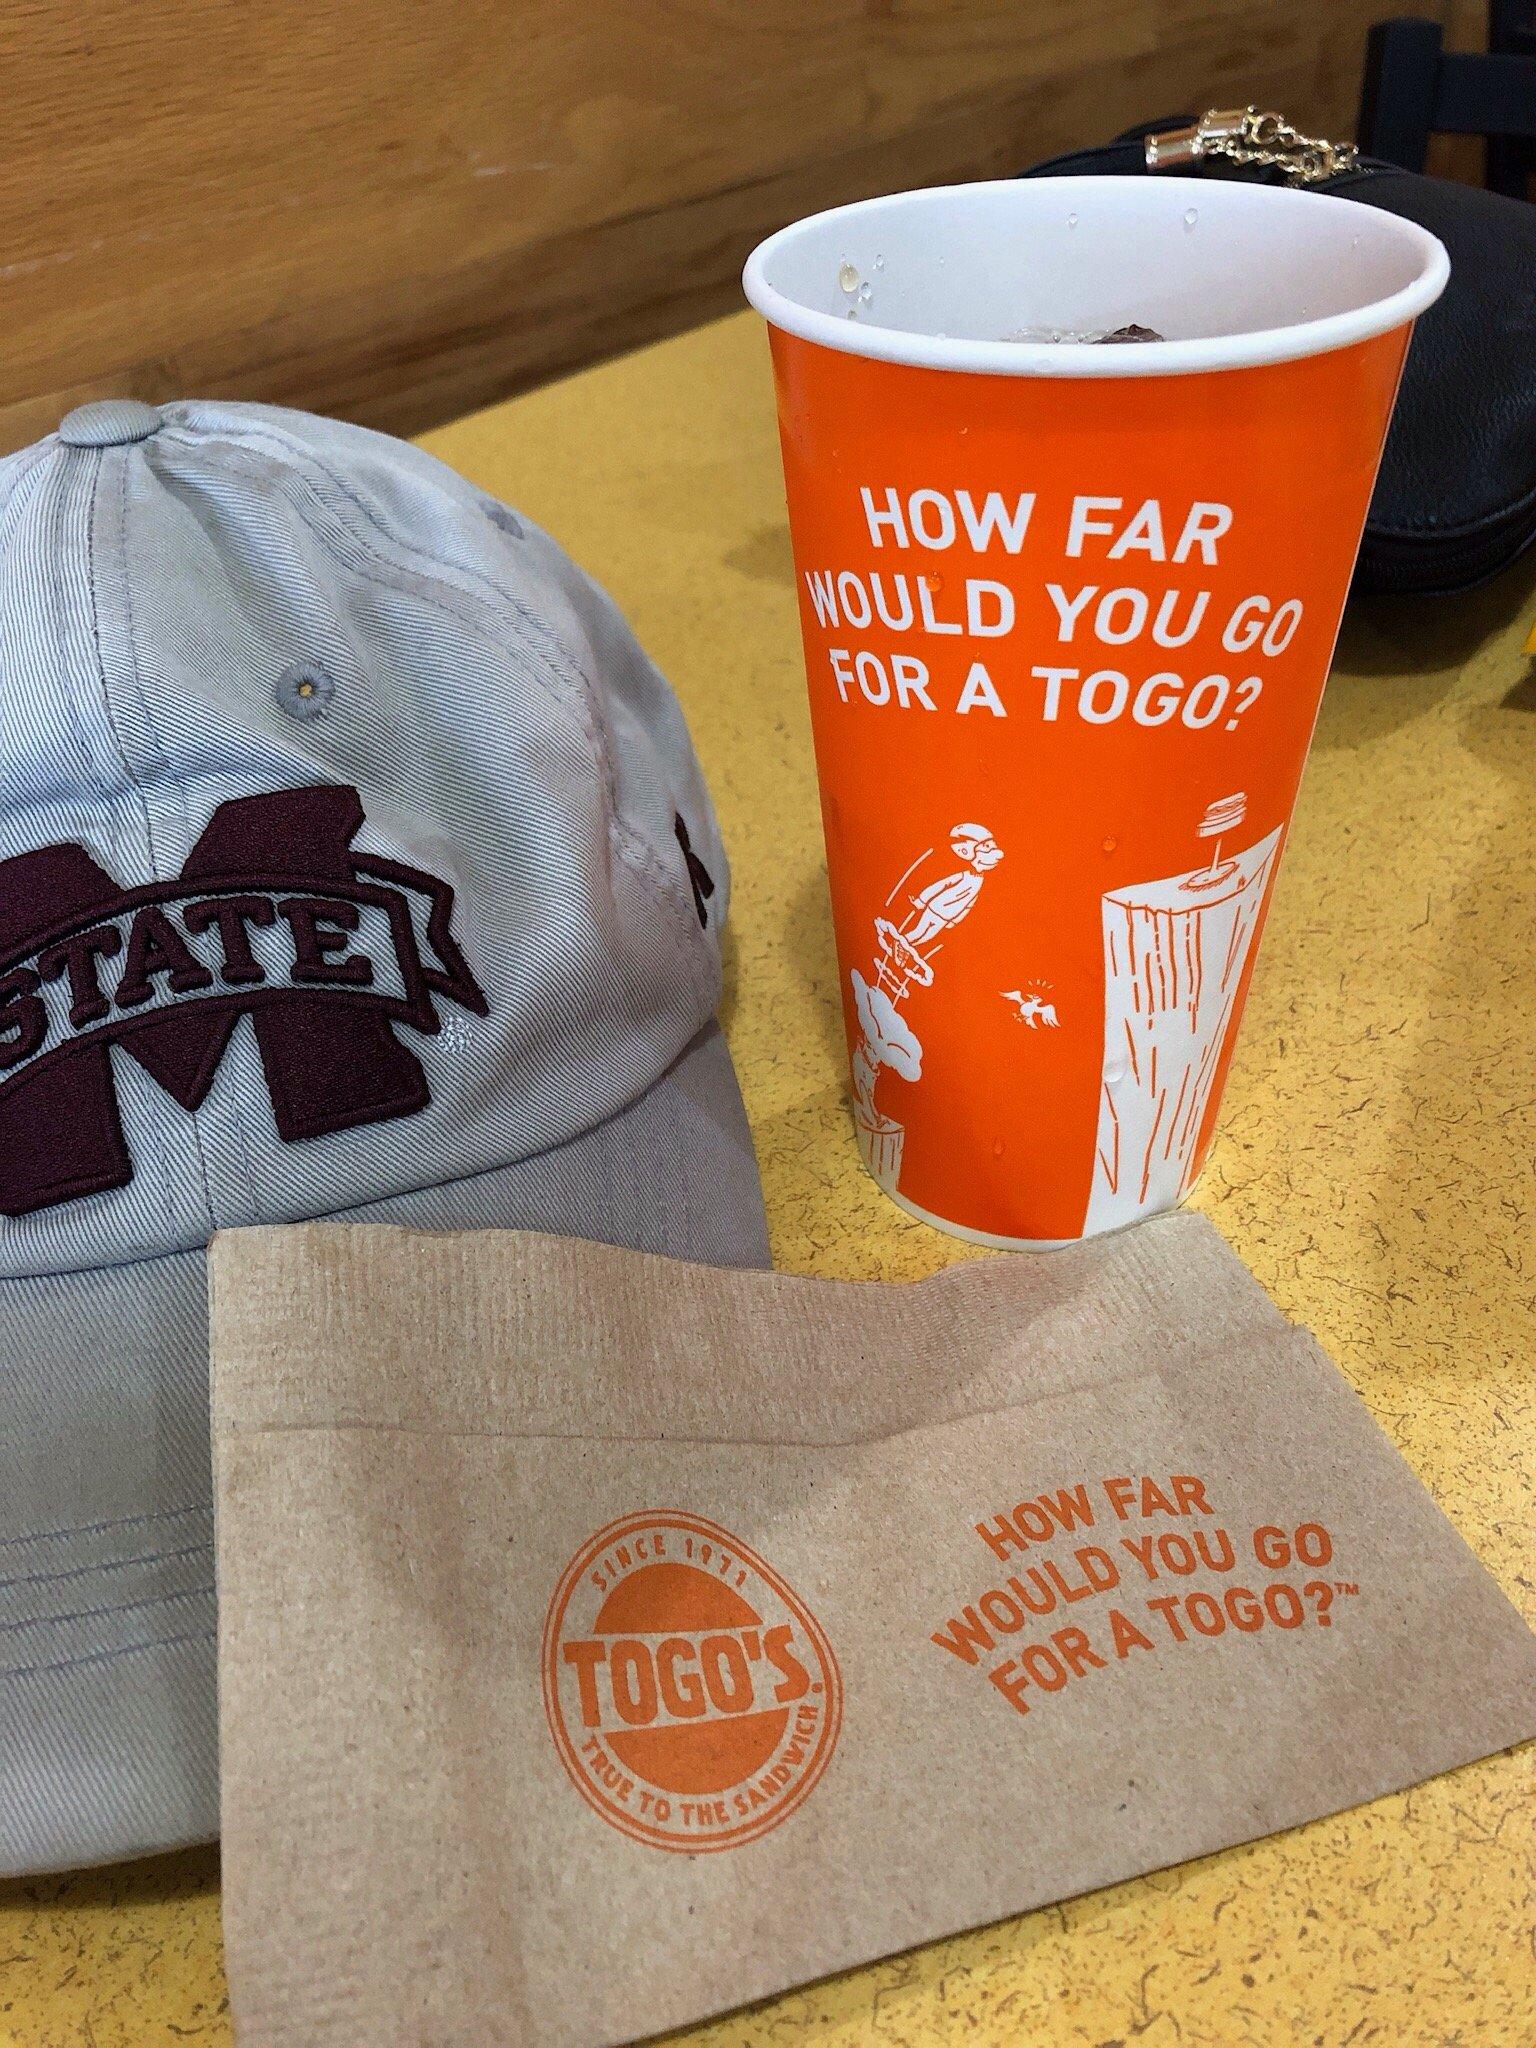 HOW FAR
WOULD YOU GO
FOR A TOGO?
M
STATE
SINCE 1971
TOGO'S®
TRUE TO THE SANDWICH
HOW FAR
WOULD YOU GO
FOR A TOGO?™